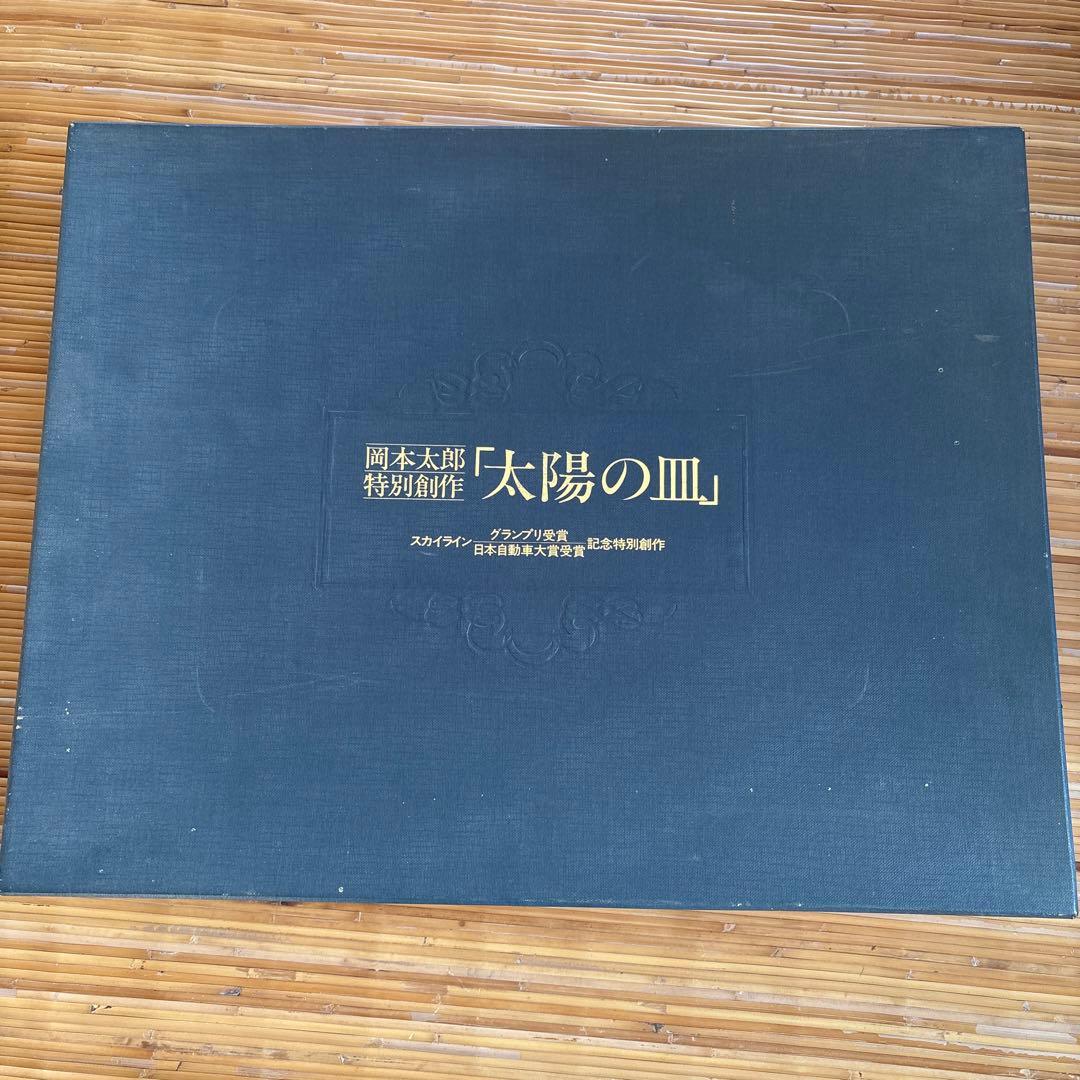 岡本太郎
特別創作
「太陽の皿」
スカイライン グランプリ受賞 記念特別創作
日本自動車大賞受賞